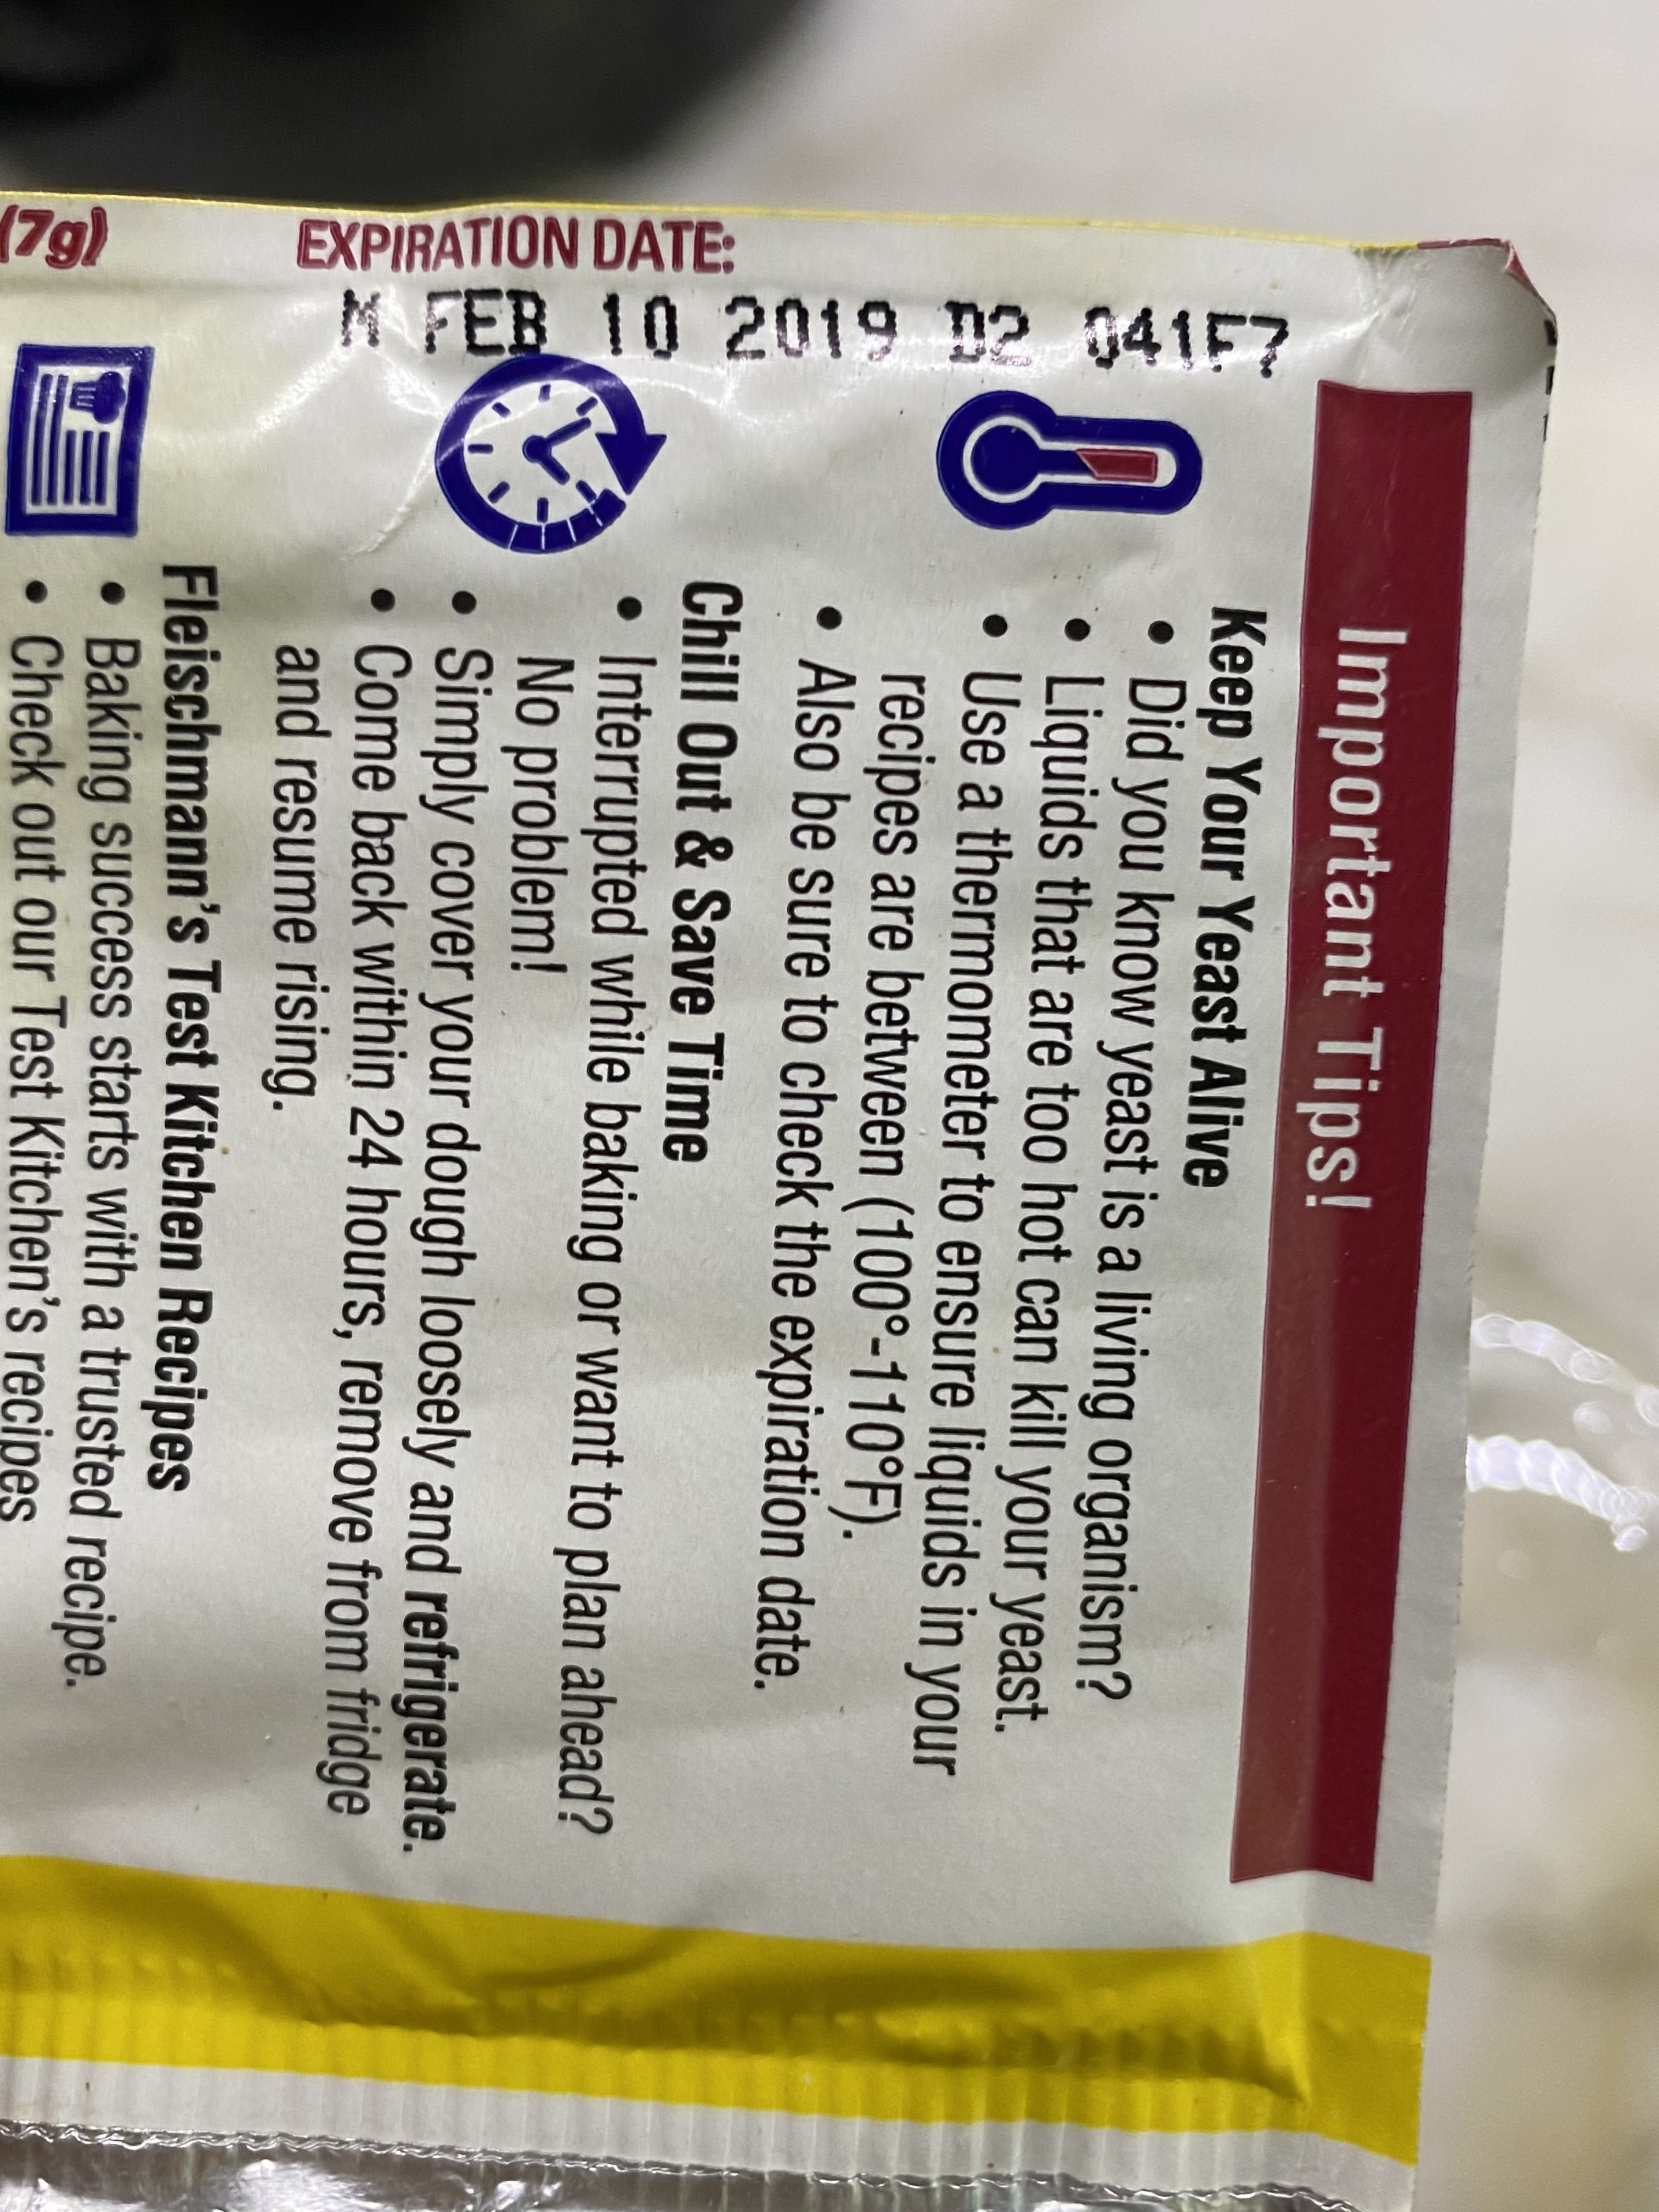 Important Tips!
Keep Your Yeast Alive
• Did you know yeast is a living organism?
• Liquids that are too hot can kill your yeast.
• Use a thermometer to ensure liquids in your
recipes are between (100°-110°F).
• Also be sure to check the expiration date.
Chill Out & Save Time
• Interrupted while baking or want to plan ahead?
No problem!
• Simply cover your dough loosely and refrigerate.
• Come back within 24 hours, remove from fridge
and resume rising.
Fleischmann's Test Kitchen Recipes
• Baking success starts with a trusted recipe.
• Check out our Test Kitchen's recipes
(7g)
EXPIRATION DATE:
FEB 10 2019 B2